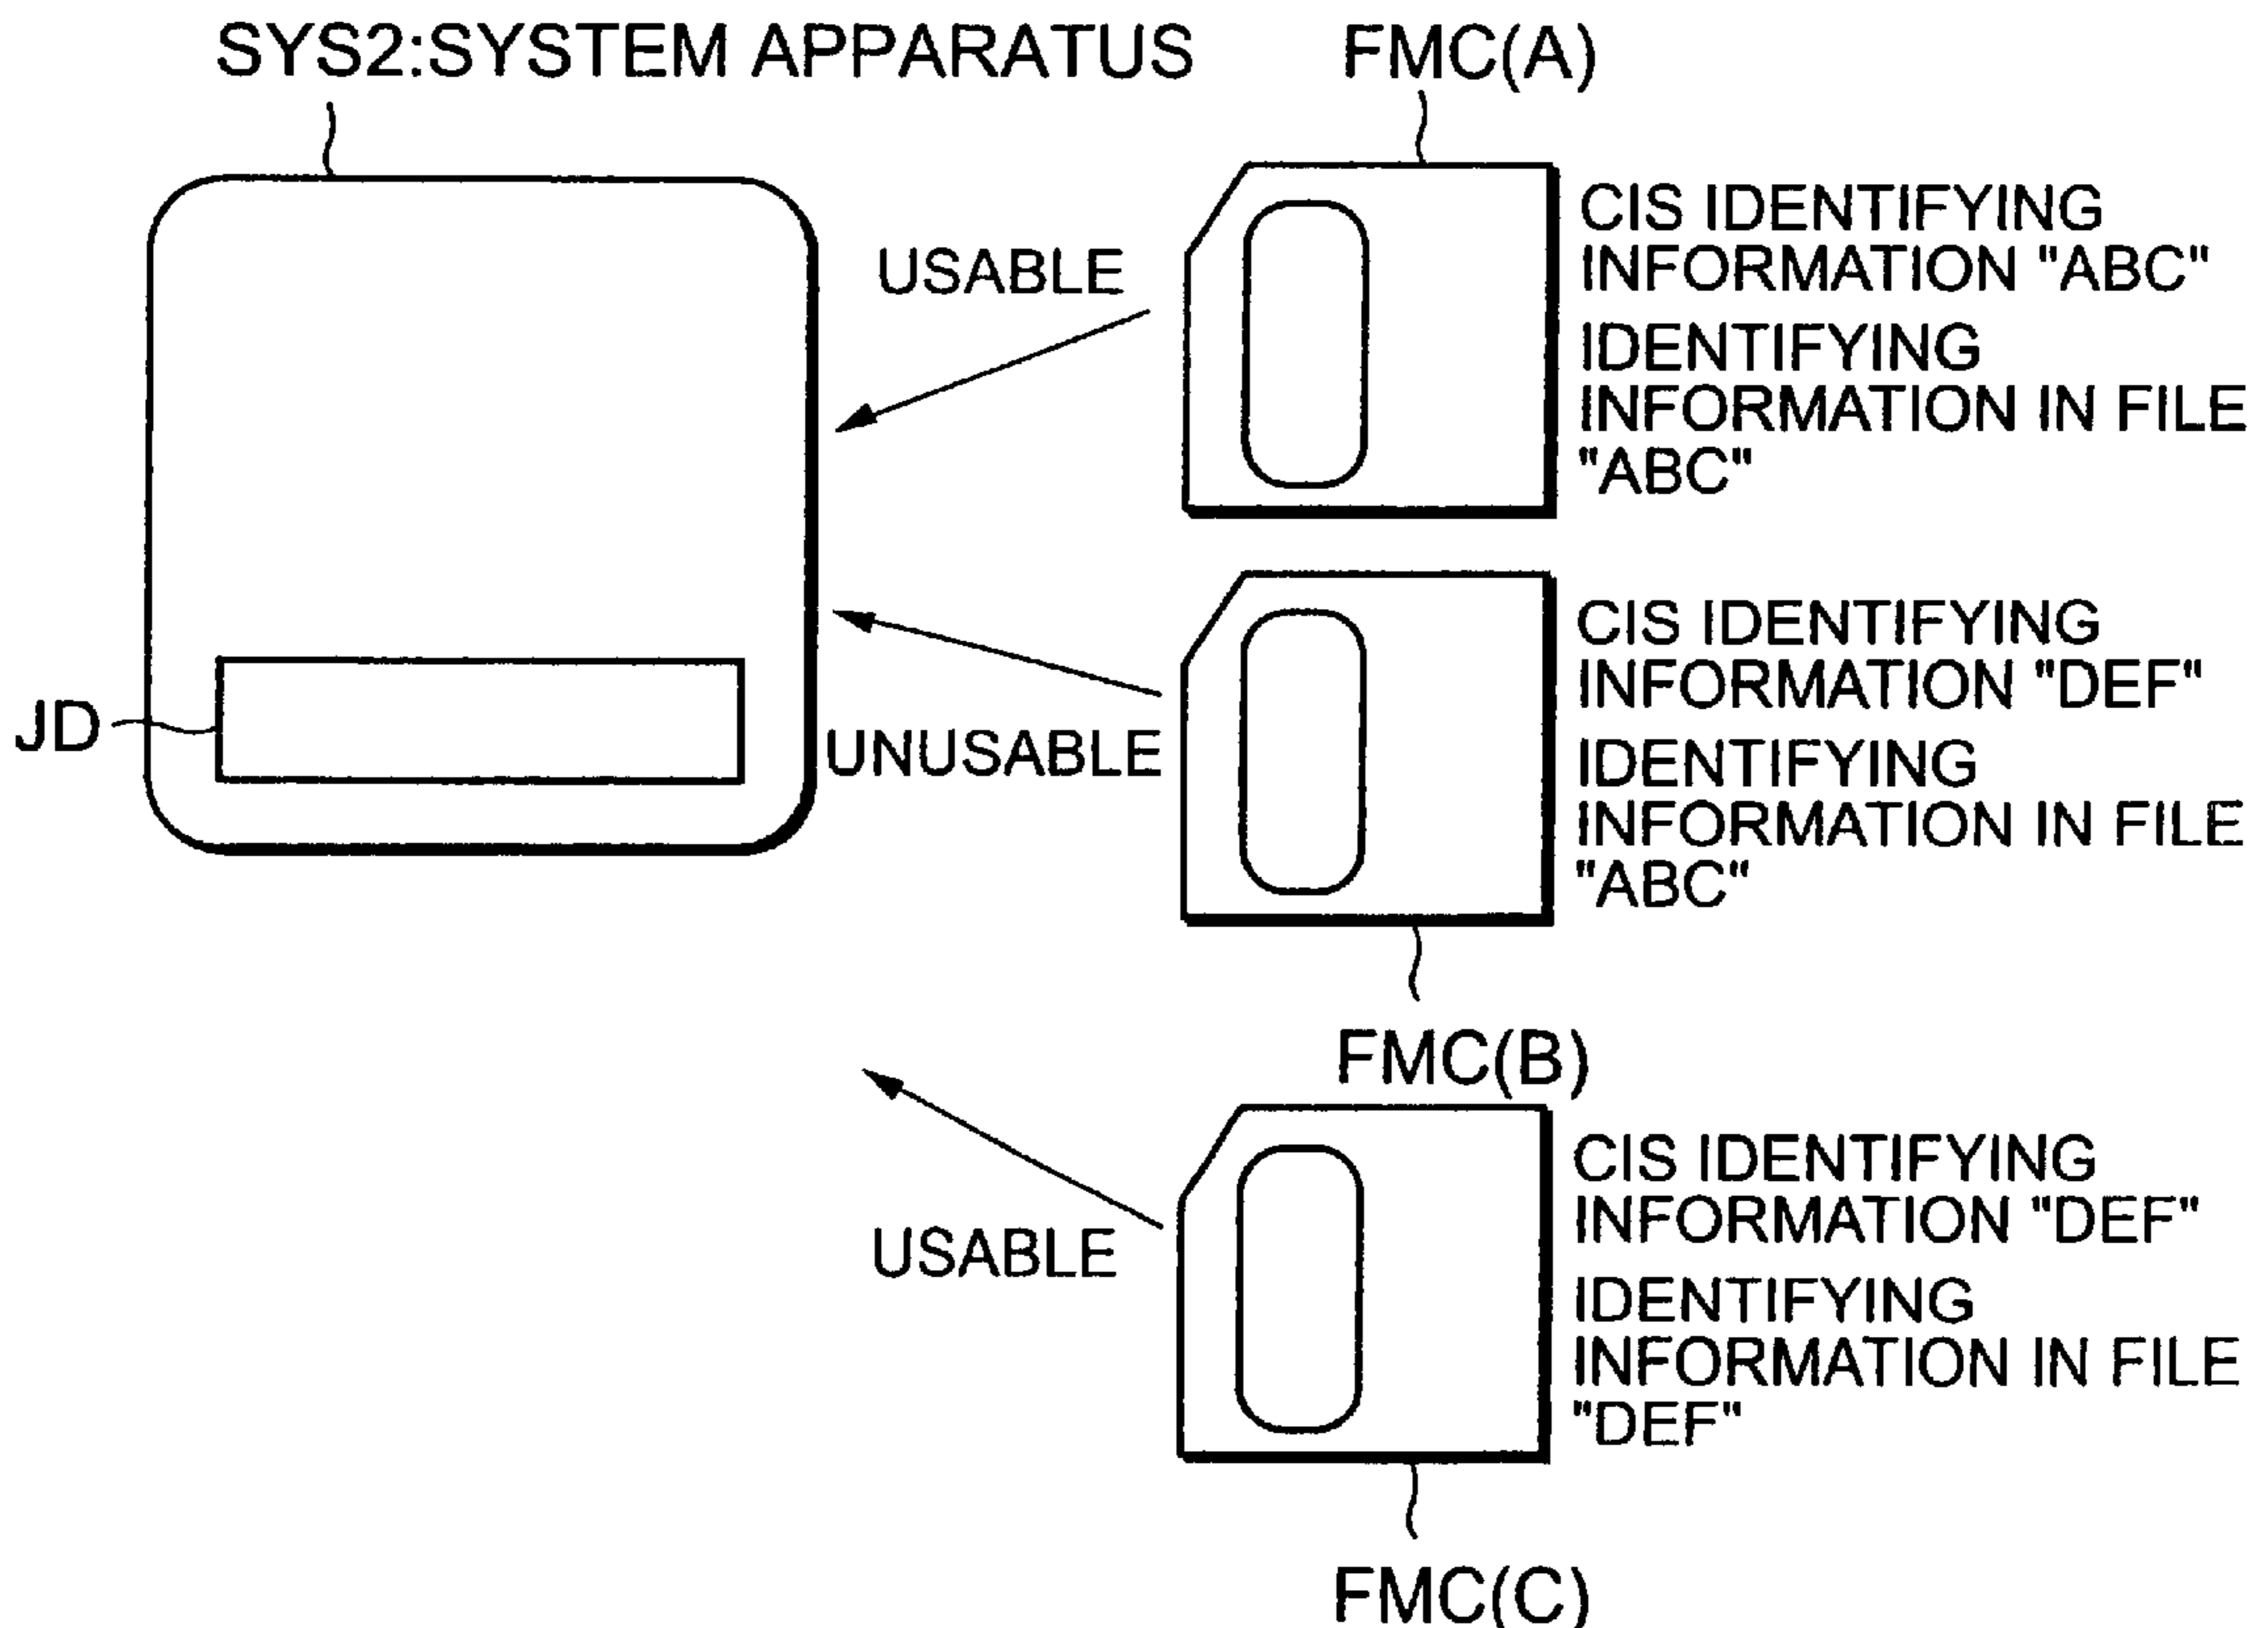 SYS2:SYSTEM APPARATUS
FMC(A)
USABLE
CIS IDENTIFYING
INFORMATION "ABC"
IDENTIFYING
INFORMATION IN FILE
"ABC"
JD
UNUSABLE
CIS IDENTIFYING
INFORMATION "DEF"
IDENTIFYING
INFORMATION IN FILE
"ABC"
FMC(B)
USABLE
CIS IDENTIFYING
INFORMATION "DEF"
IDENTIFYING
INFORMATION IN FILE
"DEF"
FMC(C)